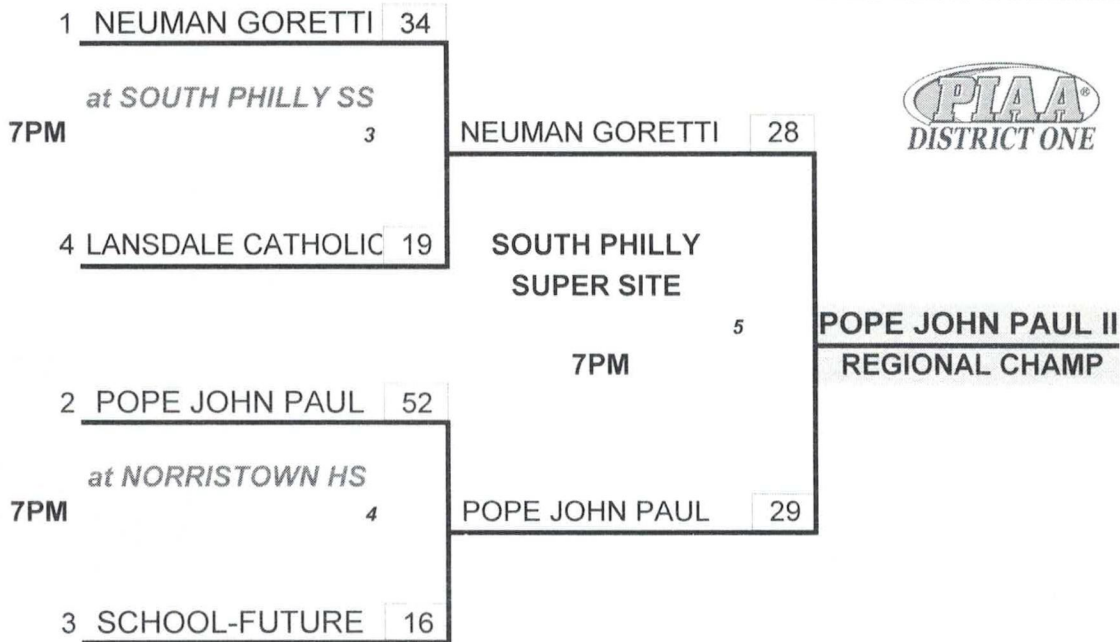 1 NEUMAN GORETTI 34
at SOUTH PHILLY SS
7PM 3
4 LANSDALE CATHOLIC 19
NEUMAN GORETTI 28
PIAA®
DISTRICT ONE
SOUTH PHILLY
SUPER SITE
5
7PM
POPE JOHN PAUL II
REGIONAL CHAMP
2 POPE JOHN PAUL 52
at NORRISTOWN HS
7PM 4
3 SCHOOL-FUTURE 16
POPE JOHN PAUL 29